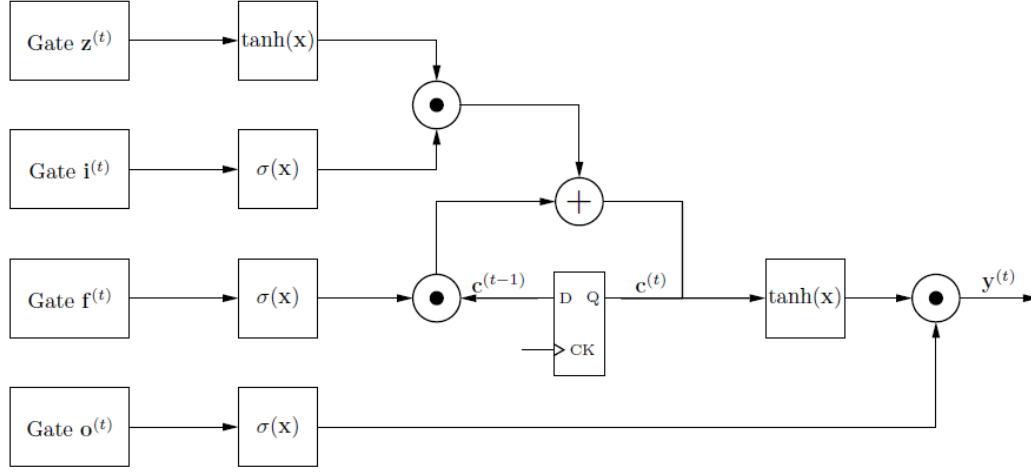 Gate z^(t)
tanh(x)
Gate i^(t)
σ(x)
+
Gate f^(t)
σ(x)
c^(t−1)
D Q
CK
c^(t)
tanh(x)
y^(t)
Gate o^(t)
σ(x)